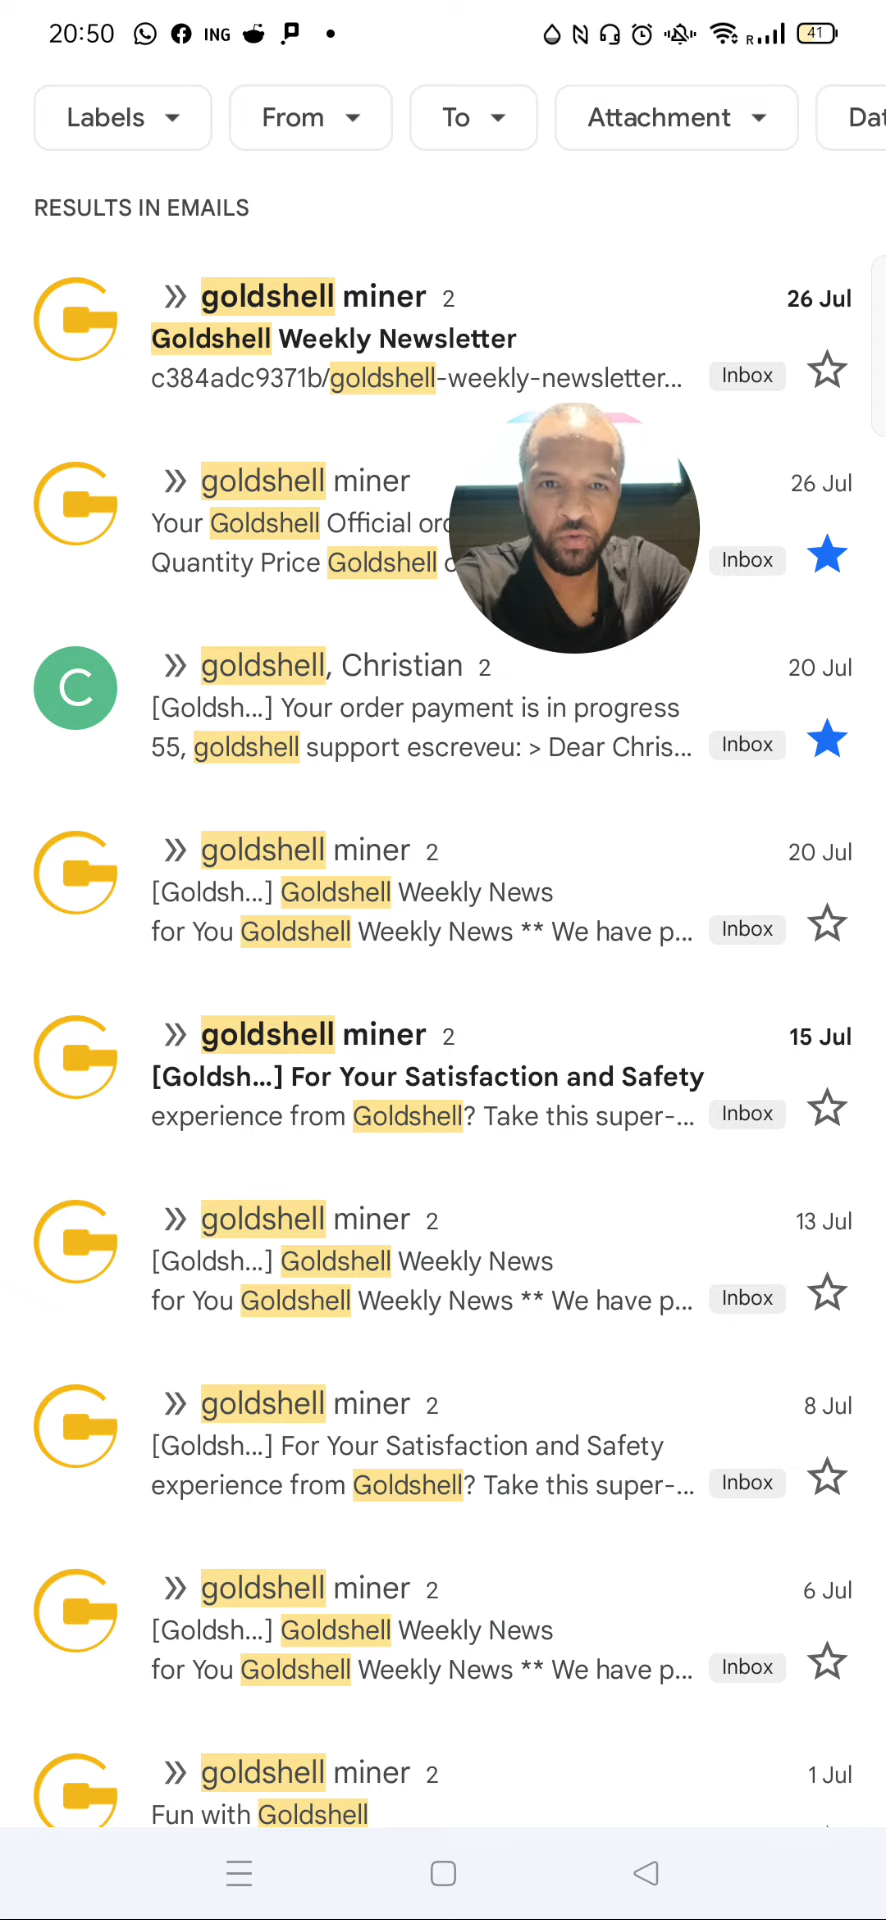 20:50 ING R 41
Labels From To Attachment
RESULTS IN EMAILS
goldshell miner 2 26 Jul
Goldshell Weekly Newsletter
c384adc9371b/goldshell-weekly-newsletter... Inbox
goldshell miner 26 Jul
Your Goldshell Official
Quantity Price Goldshell Inbox
C goldshell, Christian 2 20 Jul
[Goldsh...] Your order payment is in progress
55, goldshell support escreveu: > Dear Chris... Inbox
goldshell miner 2 20 Jul
[Goldsh...] Goldshell Weekly News
for You Goldshell Weekly News ** We have p... Inbox
goldshell miner 2 15 Jul
[Goldsh...] For Your Satisfaction and Safety
experience from Goldshell? Take this super-... Inbox
goldshell miner 2 13 Jul
[Goldsh...] Goldshell Weekly News
for You Goldshell Weekly News ** We have p... Inbox
goldshell miner 2 8 Jul
[Goldsh...] For Your Satisfaction and Safety
experience from Goldshell? Take this super-... Inbox
goldshell miner 2 6 Jul
[Goldsh...] Goldshell Weekly News
for You Goldshell Weekly News ** We have p... Inbox
goldshell miner 2 1 Jul
Fun with Goldshell